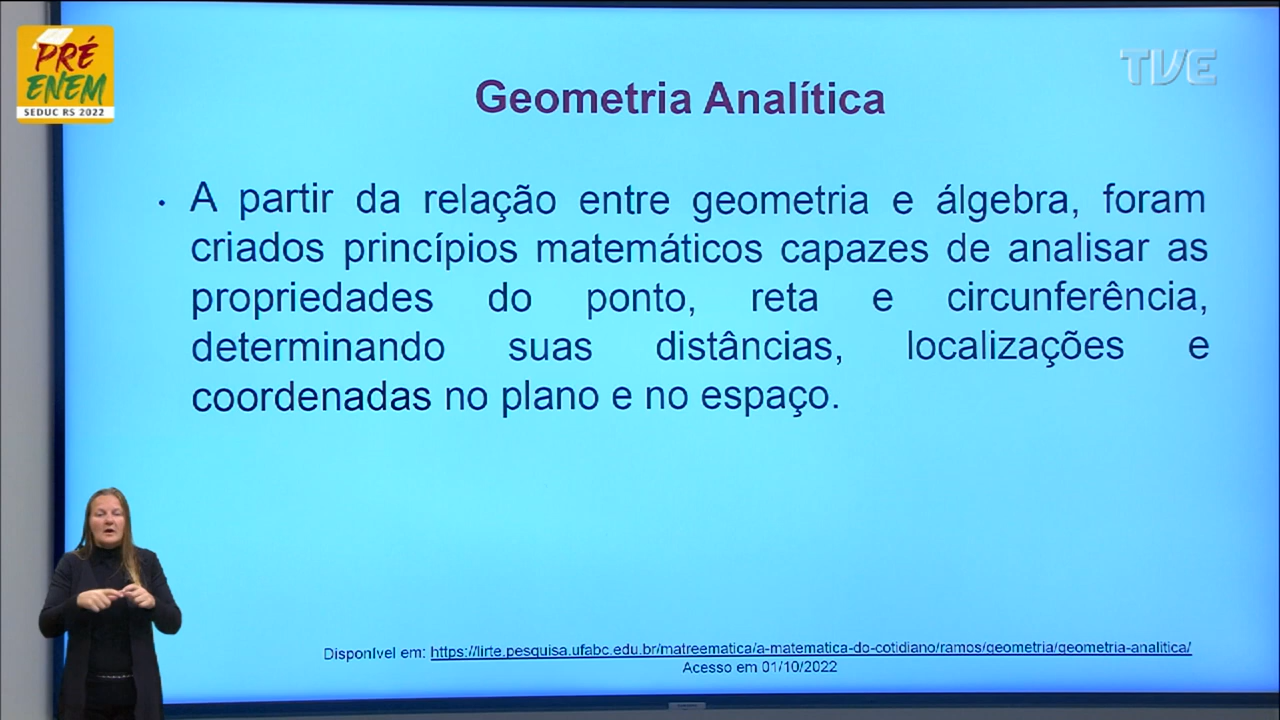 PRÉ
ENEM
SEDUC RS 2022
TVE
Geometria Analítica
• A partir da relação entre geometria e álgebra, foram
criados princípios matemáticos capazes de analisar as
propriedades do ponto, reta e circunferência,
determinando suas distâncias, localizações e
coordenadas no plano e no espaço.
Disponível em: https://lirte.pesquisa.ufabc.edu.br/matreematica/a-matematica-do-cotidiano/ramos/geometria/geometria-analitica/
Acesso em 01/10/2022